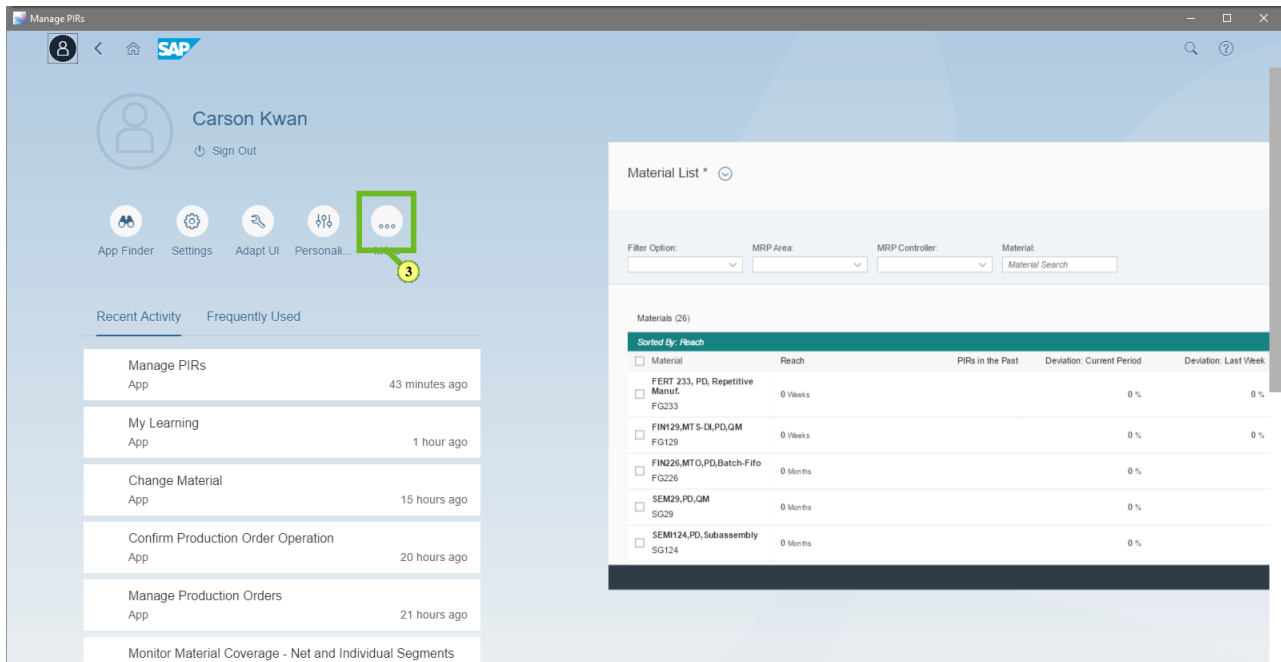 Manage PIRs
SAP
Carson Kwan
Sign Out
App Finder
Settings
Adapt UI
Personali...
3
Recent Activity
Frequently Used
Manage PIRs
App
43 minutes ago
My Learning
App
1 hour ago
Change Material
App
15 hours ago
Confirm Production Order Operation
App
20 hours ago
Manage Production Orders
App
21 hours ago
Monitor Material Coverage - Net and Individual Segments
Material List *
Filter Option:
MRP Area:
MRP Controller:
Material:
Material Search
Materials (26)
Sorted By: Reach
Material
Reach
PIRs in the Past
Deviation: Current Period
Deviation: Last Week
FERT 233, PD, Repetitive
Manuf.
FG233
0 Weeks
0 %
0 %
FIN129,MTS-DI,PD,QM
FG129
0 Weeks
0 %
0 %
FIN226,MTO,PD,Batch-Fifo
FG226
0 Months
0 %
SEM29,PD,QM
SG29
0 Months
0 %
SEMI124,PD,Subassembly
SG124
0 Months
0 %